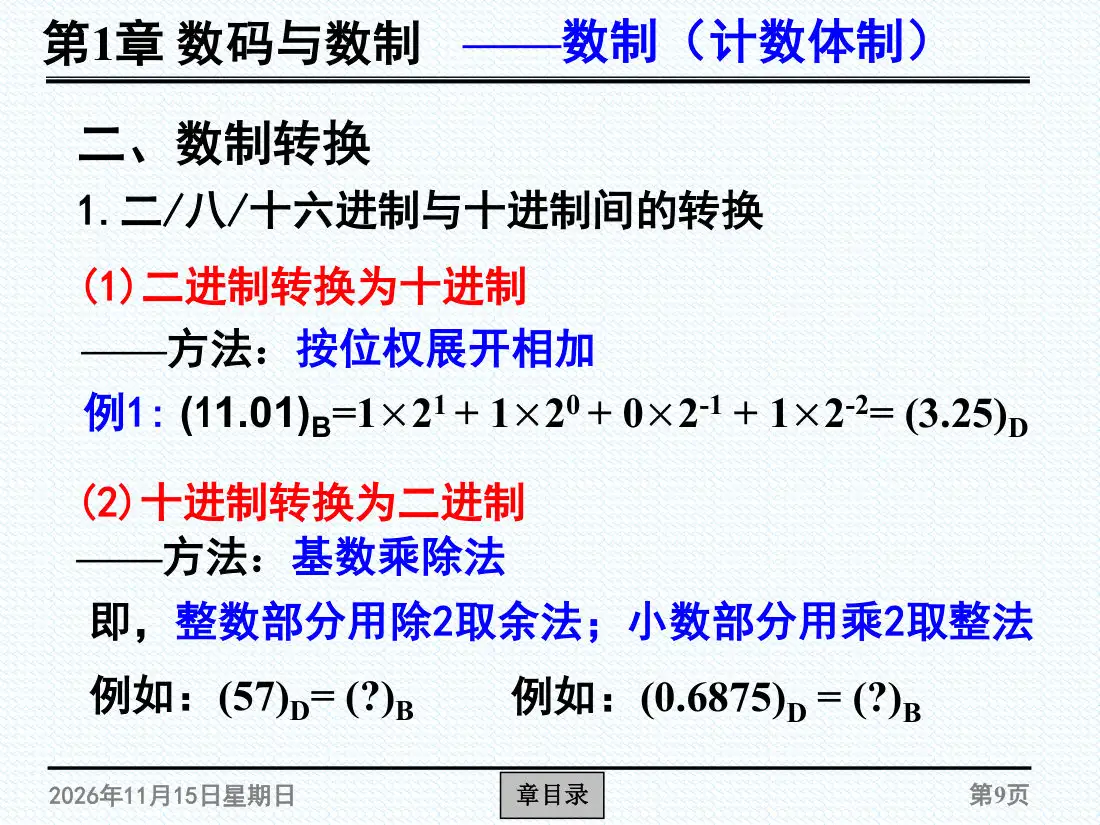 第1章 数码与数制 ——数制（计数体制）
二、数制转换
1.二/八/十六进制与十进制间的转换
(1)二进制转换为十进制
——方法：按位权展开相加
例1：(11.01)B=1×2¹ + 1×2⁰ + 0×2⁻¹ + 1×2⁻²= (3.25)D
(2)十进制转换为二进制
——方法：基数乘除法
即，整数部分用除2取余法；小数部分用乘2取整法
例如：(57)D= (?)B 例如：(0.6875)D = (?)B
2026年11月15日星期日 章目录 第9页